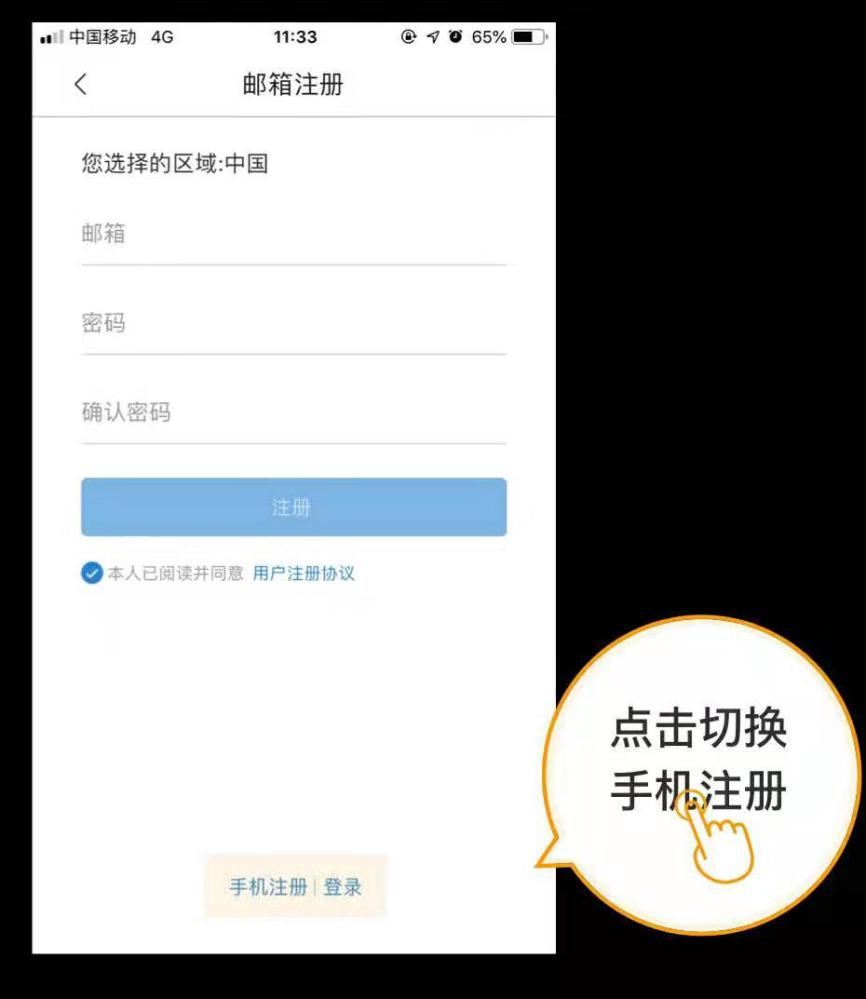 中国移动 4G 11:33 65%
邮箱注册
您选择的区域:中国
邮箱
密码
确认密码
注册
本人已阅读并同意 用户注册协议
点击切换
手机注册
手机注册 | 登录